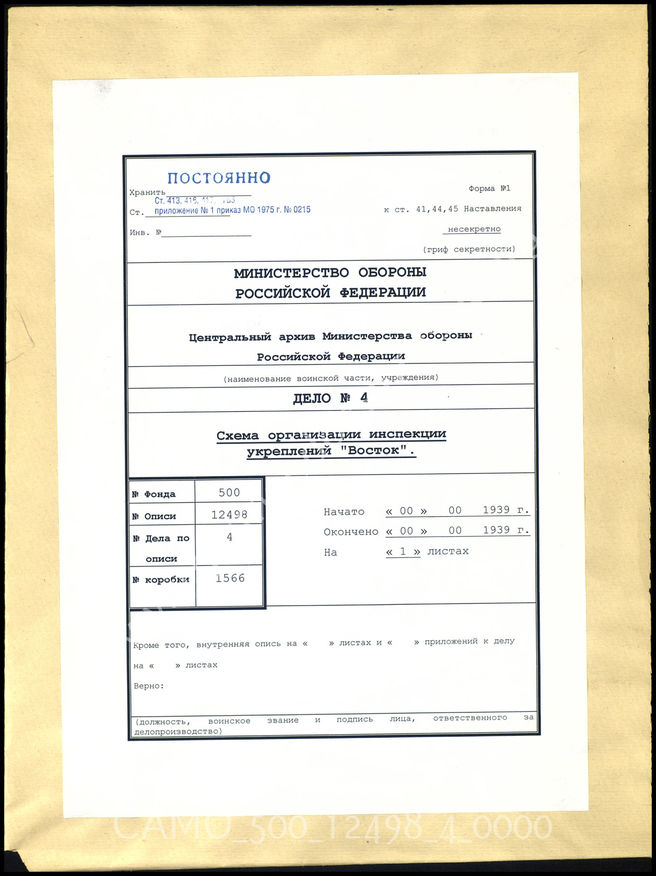 ПОСТОЯННО
Хранить
Форма №1
Ст. 413, 415,
Ст. приложение № 1 приказ МО 1975 г. № 0215
к ст. 41,44,45 Наставления
Инв. №
несекретно
(гриф секретности)
МИНИСТЕРСТВО ОБОРОНЫ
РОССИЙСКОЙ ФЕДЕРАЦИИ
Центральный архив Министерства обороны
Российской Федерации
(наименование воинской части, учреждения)
ДЕЛО № 4
Схема организации инспекции
укреплений "Восток".
№ Фонда 500
№ Описи 12498
№ Дела по описи 4
№ коробки 1566
Начато « 00 » 00 1939 г.
Окончено « 00 » 00 1939 г.
На « 1 » листах
Кроме того, внутренняя опись на « » листах и « » приложений к делу
на « » листах
Верно:
(должность, воинское звание и подпись лица, ответственного за
делопроизводство)
CAMO_500_12498_4_0000